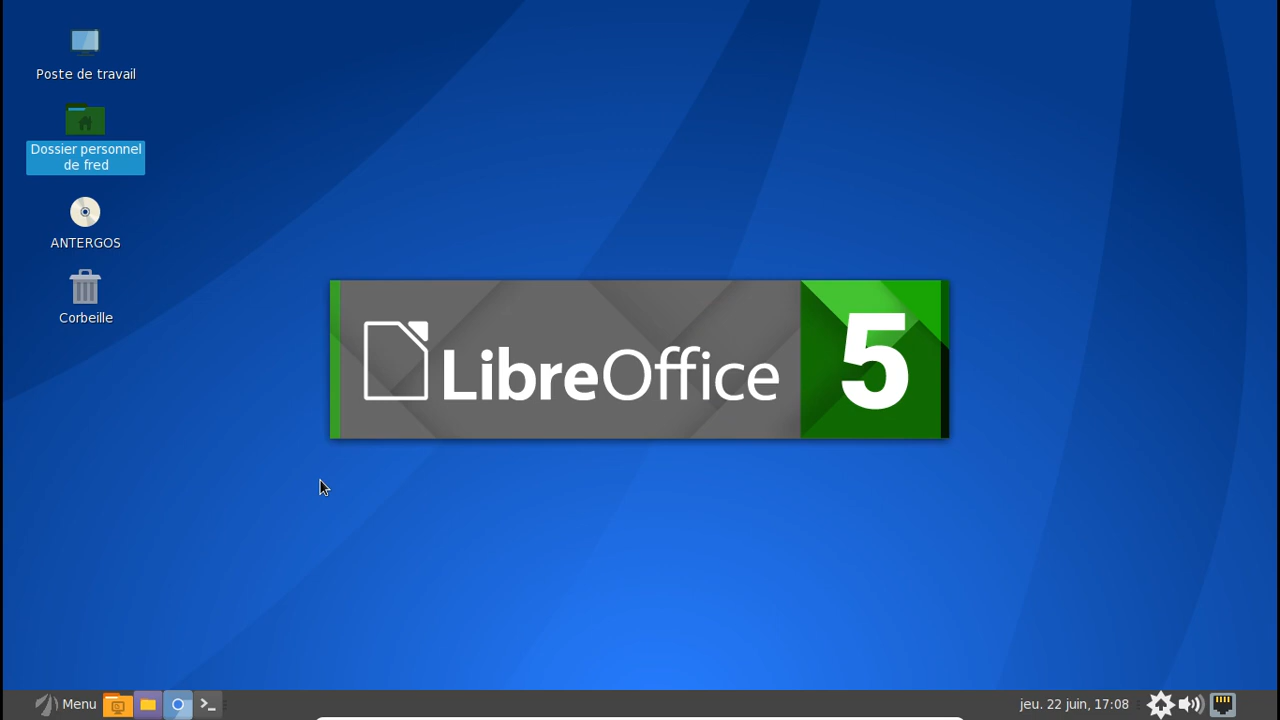 Poste de travail
Dossier personnel
de fred
ANTERGOS
Corbeille
LibreOffice 5
Menu
jeu. 22 juin, 17:08